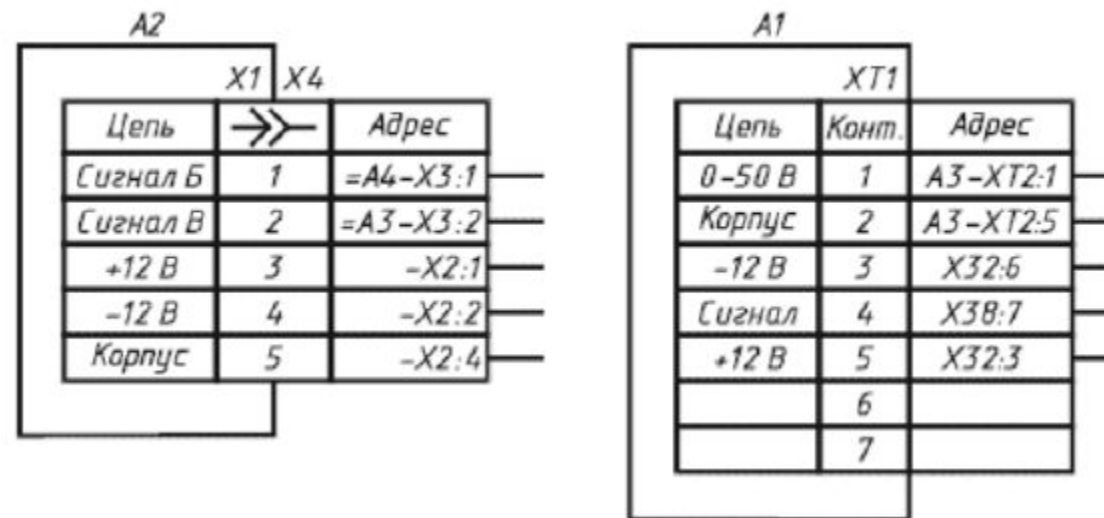 A2
X1 X4
Цепь Адрес
Сигнал Б 1 =A4-X3:1
Сигнал В 2 =A3-X3:2
+12 В 3 -X2:1
-12 В 4 -X2:2
Корпус 5 -X2:4
A1
XT1
Цепь Конт. Адрес
0-50 В 1 A3-XT2:1
Корпус 2 A3-XT2:5
-12 В 3 X32:6
Сигнал 4 X38:7
+12 В 5 X32:3
6
7